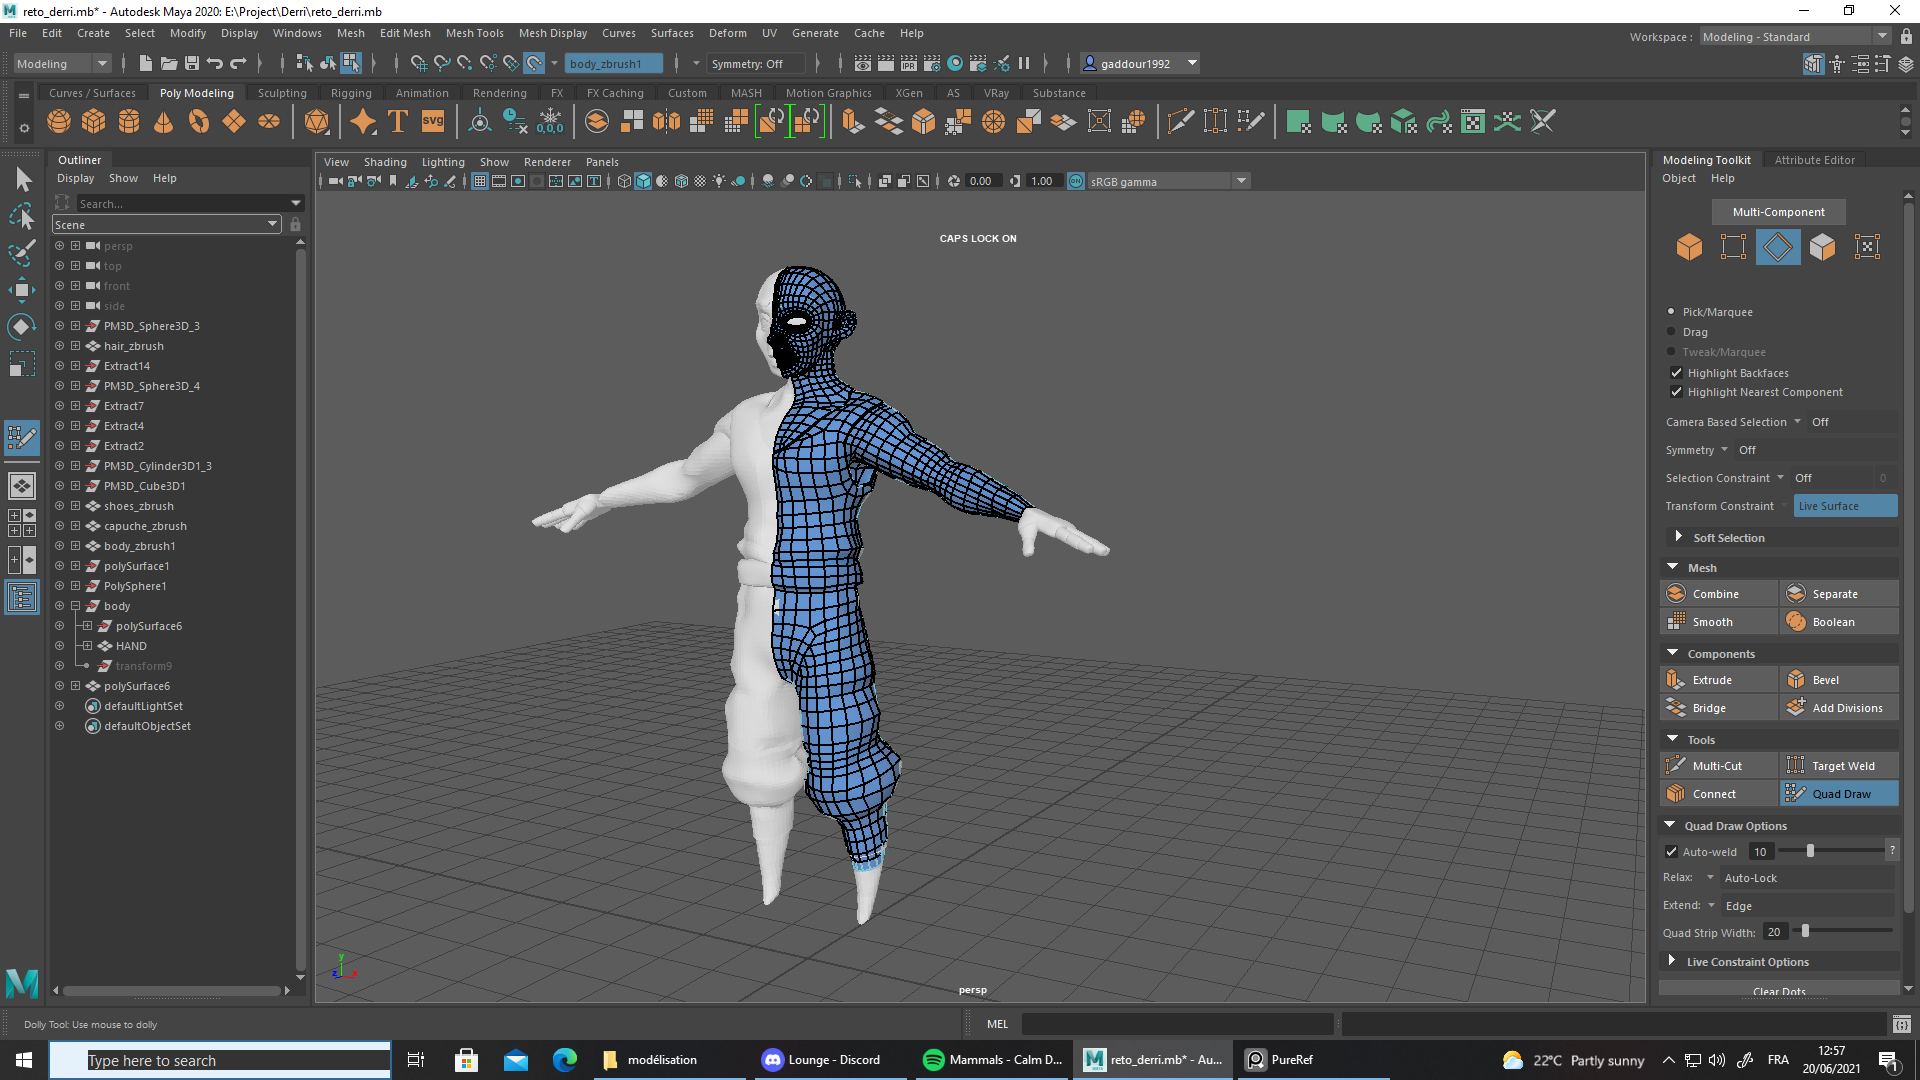 reto_derri.mb* - Autodesk Maya 2020: E:\Project\Derri\reto_derri.mb
File Edit Create Select Modify Display Windows Mesh Edit Mesh Mesh Tools Mesh Display Curves Surfaces Deform UV Generate Cache Help
Workspace : Modeling - Standard
Modeling body_zbrush1 Symmetry: Off IPR gaddour1992
Curves / Surfaces Poly Modeling Sculpting Rigging Animation Rendering FX FX Caching Custom MASH Motion Graphics XGen AS VRay Substance
T SVG 0,0,0
Outliner
Display Show Help
Search...
Scene
persp
top
front
side
PM3D_Sphere3D_3
hair_zbrush
Extract14
PM3D_Sphere3D_4
Extract7
Extract4
Extract2
PM3D_Cylinder3D1_3
PM3D_Cube3D1
shoes_zbrush
capuche_zbrush
body_zbrush1
polySurface1
PolySphere1
body
polySurface6
HAND
transform9
polySurface6
defaultLightSet
defaultObjectSet
View Shading Lighting Show Renderer Panels
0.00 1.00 ON sRGB gamma
CAPS LOCK ON
y
z x
persp
Modeling Toolkit Attribute Editor
Object Help
Multi-Component
Pick/Marquee
Drag
Tweak/Marquee
Highlight Backfaces
Highlight Nearest Component
Camera Based Selection Off
Symmetry Off
Selection Constraint Off 0
Transform Constraint Live Surface
Soft Selection
Mesh
Combine Separate
Smooth Boolean
Components
Extrude Bevel
Bridge Add Divisions
Tools
Multi-Cut Target Weld
Connect Quad Draw
Quad Draw Options
Auto-weld 10 ?
Relax: Auto-Lock
Extend: Edge
Quad Strip Width: 20
Live Constraint Options
Clear Dots
Dolly Tool: Use mouse to dolly
MEL
Type here to search
modélisation
Lounge - Discord
Mammals - Calm D...
reto_derri.mb* - Au...
PureRef
22°C Partly sunny
FRA
12:57
20/06/2021
1